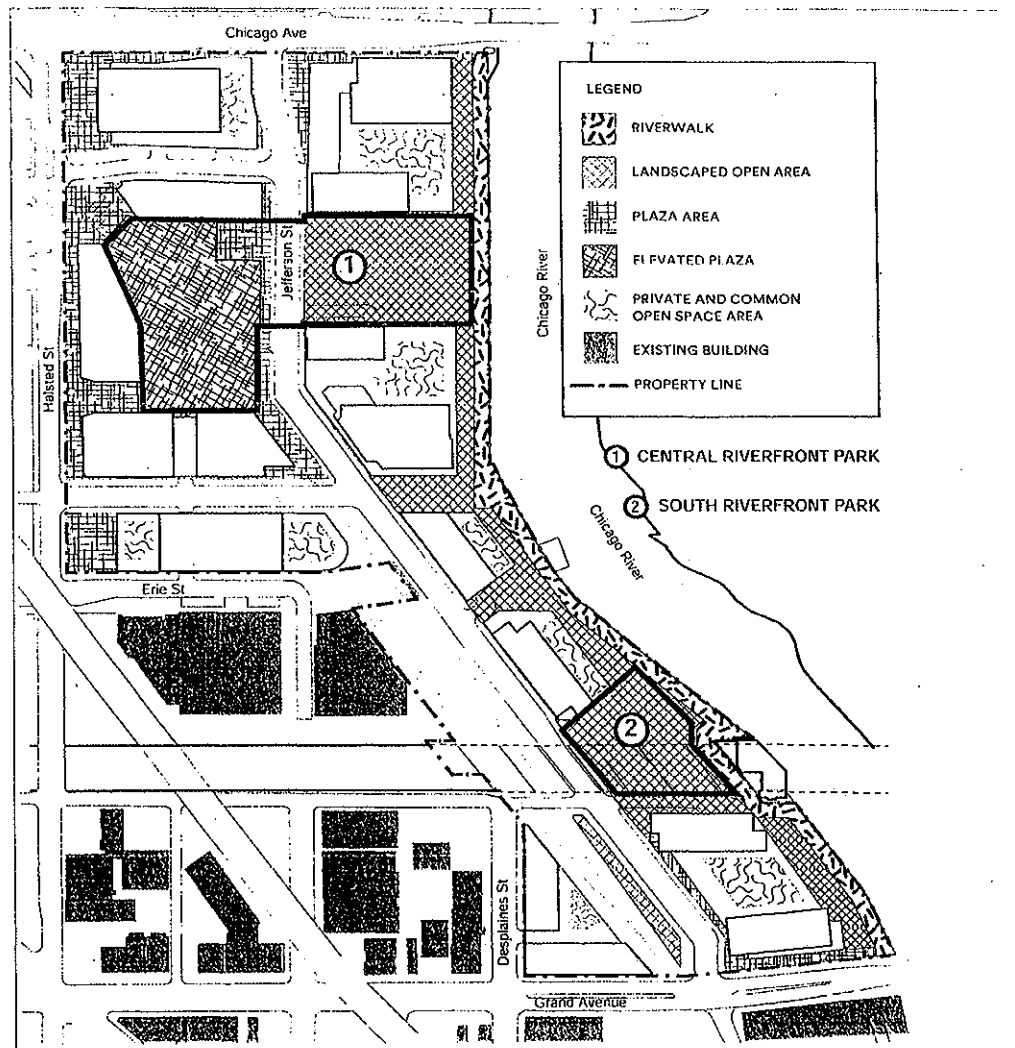 Chicago Ave
LEGEND
RIVERWALK
LANDSCAPED OPEN AREA
PLAZA AREA
ELEVATED PLAZA
PRIVATE AND COMMON
OPEN SPACE AREA
EXISTING BUILDING
PROPERTY LINE
Chicago River
Jefferson St
1
Halsted St
1 CENTRAL RIVERFRONT PARK
2 SOUTH RIVERFRONT PARK
Chicago River
Erie St
2
Desplaines St
Grand Avenue